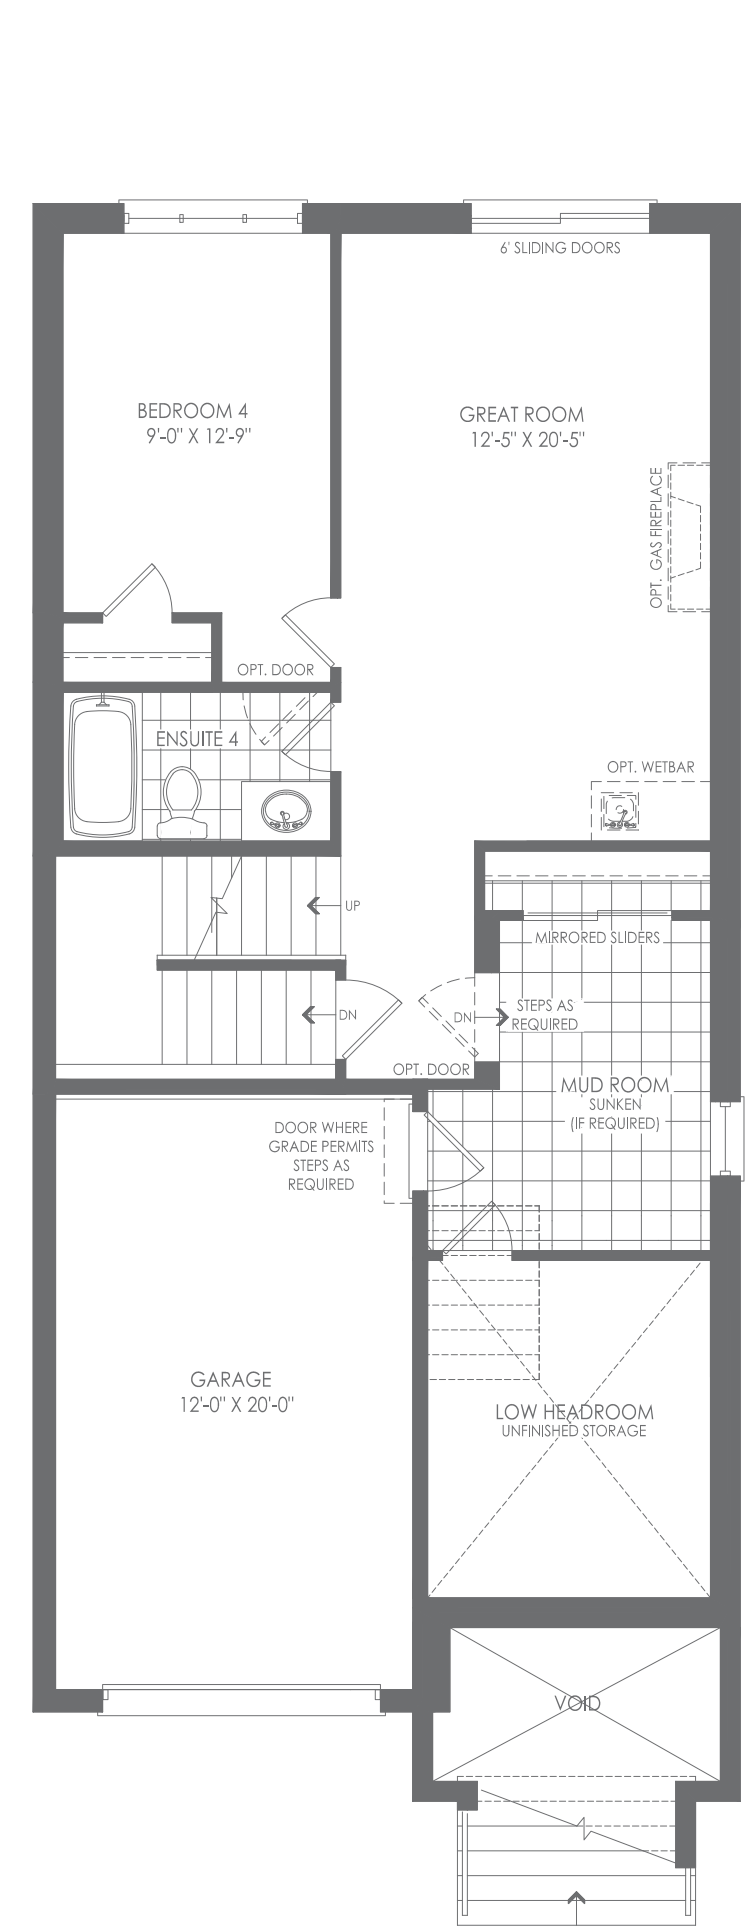 6' SLIDING DOORS
BEDROOM 4
9'-0" X 12'-9"
GREAT ROOM
12'-5" X 20'-5"
OPT. GAS FIREPLACE
OPT. DOOR
ENSUITE 4
OPT. WETBAR
UP
MIRRORED SLIDERS
DN
DN
STEPS AS
REQUIRED
OPT. DOOR
MUD ROOM
SUNKEN
(IF REQUIRED)
DOOR WHERE
GRADE PERMITS
STEPS AS
REQUIRED
GARAGE
12'-0" X 20'-0"
LOW HEADROOM
UNFINISHED STORAGE
VOID